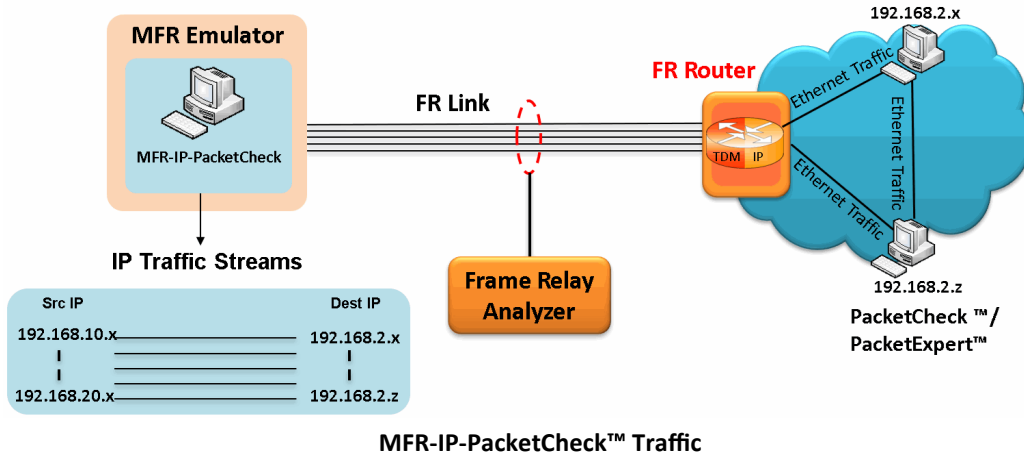 MFR Emulator
MFR-IP-PacketCheck
FR Link
FR Router
TDM IP
192.168.2.x
Ethernet Traffic
Ethernet Traffic
Ethernet Traffic
192.168.2.z
PacketCheck ™/
PacketExpert™
Frame Relay
Analyzer
IP Traffic Streams
Src IP Dest IP
192.168.10.x 192.168.2.x
192.168.20.x 192.168.2.z
MFR-IP-PacketCheck™ Traffic